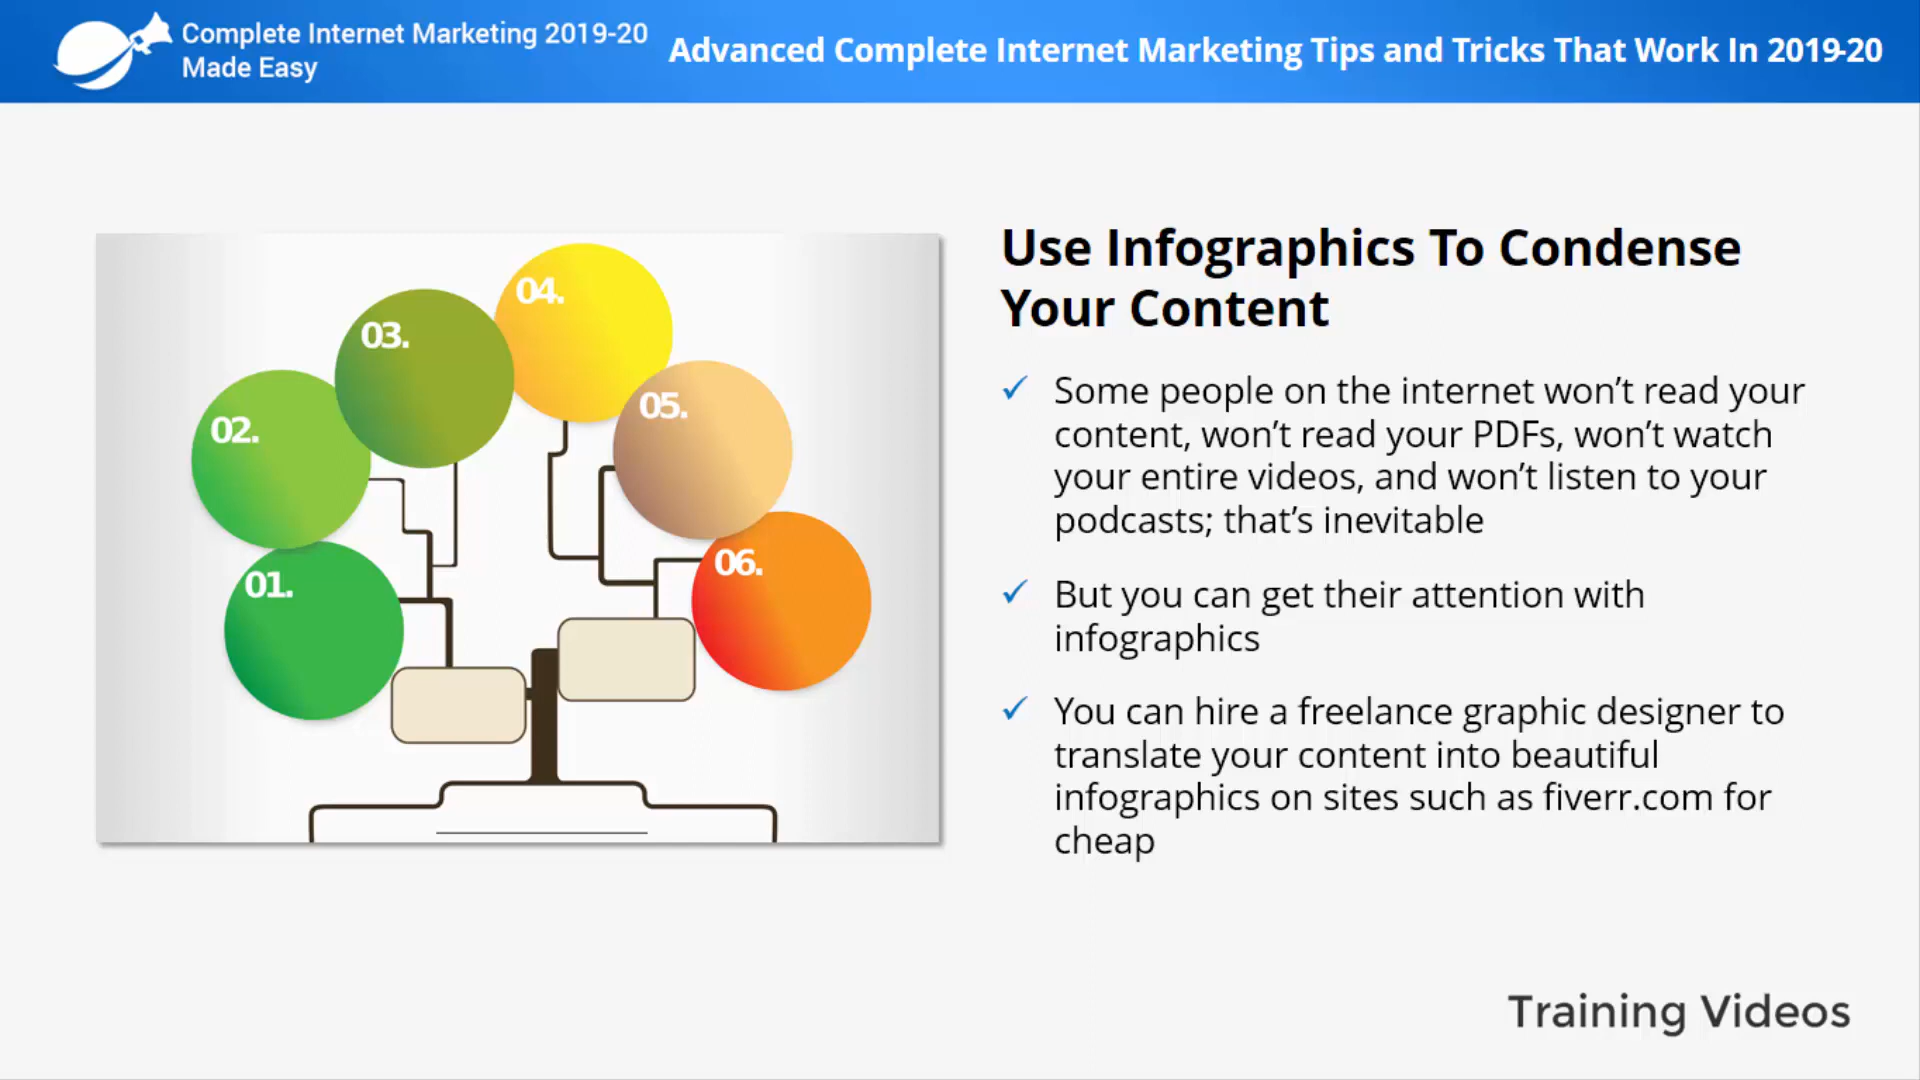 Complete Internet Marketing 2019-20
Made Easy
Advanced Complete Internet Marketing Tips and Tricks That Work In 2019-20
01.
02.
03.
04.
05.
06.
Use Infographics To Condense
Your Content
Some people on the internet won’t read your
content, won’t read your PDFs, won’t watch
your entire videos, and won’t listen to your
podcasts; that’s inevitable
But you can get their attention with
infographics
You can hire a freelance graphic designer to
translate your content into beautiful
infographics on sites such as fiverr.com for
cheap
Training Videos